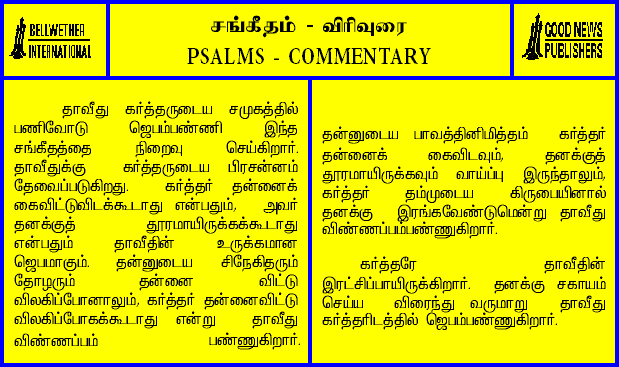 BELLWETHER
INTERNATIONAL
சங்கீதம் - விரிவுரை
PSALMS - COMMENTARY
GOOD NEWS
PUBLISHERS
தாவீது கர்த்தருடைய சமுகத்தில்
பணிவோடு ஜெபம்பண்ணி இந்த
சங்கீதத்தை நிறைவு செய்கிறார்.
தாவீதுக்கு கர்த்தருடைய பிரசன்னம்
தேவைப்படுகிறது. கர்த்தர் தன்னைக்
கைவிட்டுவிடக்கூடாது என்பதும், அவர்
தனக்குத் தூரமாயிருக்கக்கூடாது
என்பதும் தாவீதின் உருக்கமான
ஜெபமாகும். தன்னுடைய சிநேகிதரும்
தோழரும் தன்னை விட்டு
விலகிப்போனாலும், கர்த்தர் தன்னைவிட்டு
விலகிப்போகக்கூடாது என்று தாவீது
விண்ணப்பம் பண்ணுகிறார்.
தன்னுடைய பாவத்தினிமித்தம் கர்த்தர்
தன்னைக் கைவிடவும், தனக்குத்
தூரமாயிருக்கவும் வாய்ப்பு இருந்தாலும்,
கர்த்தர் தம்முடைய கிருபையினால்
தனக்கு இரங்கவேண்டுமென்று தாவீது
விண்ணப்பம்பண்ணுகிறார்.
கர்த்தரே தாவீதின்
இரட்சிப்பாயிருக்கிறார். தனக்கு சகாயம்
செய்ய விரைந்து வருமாறு தாவீது
கர்த்தரிடத்தில் ஜெபம்பண்ணுகிறார்.